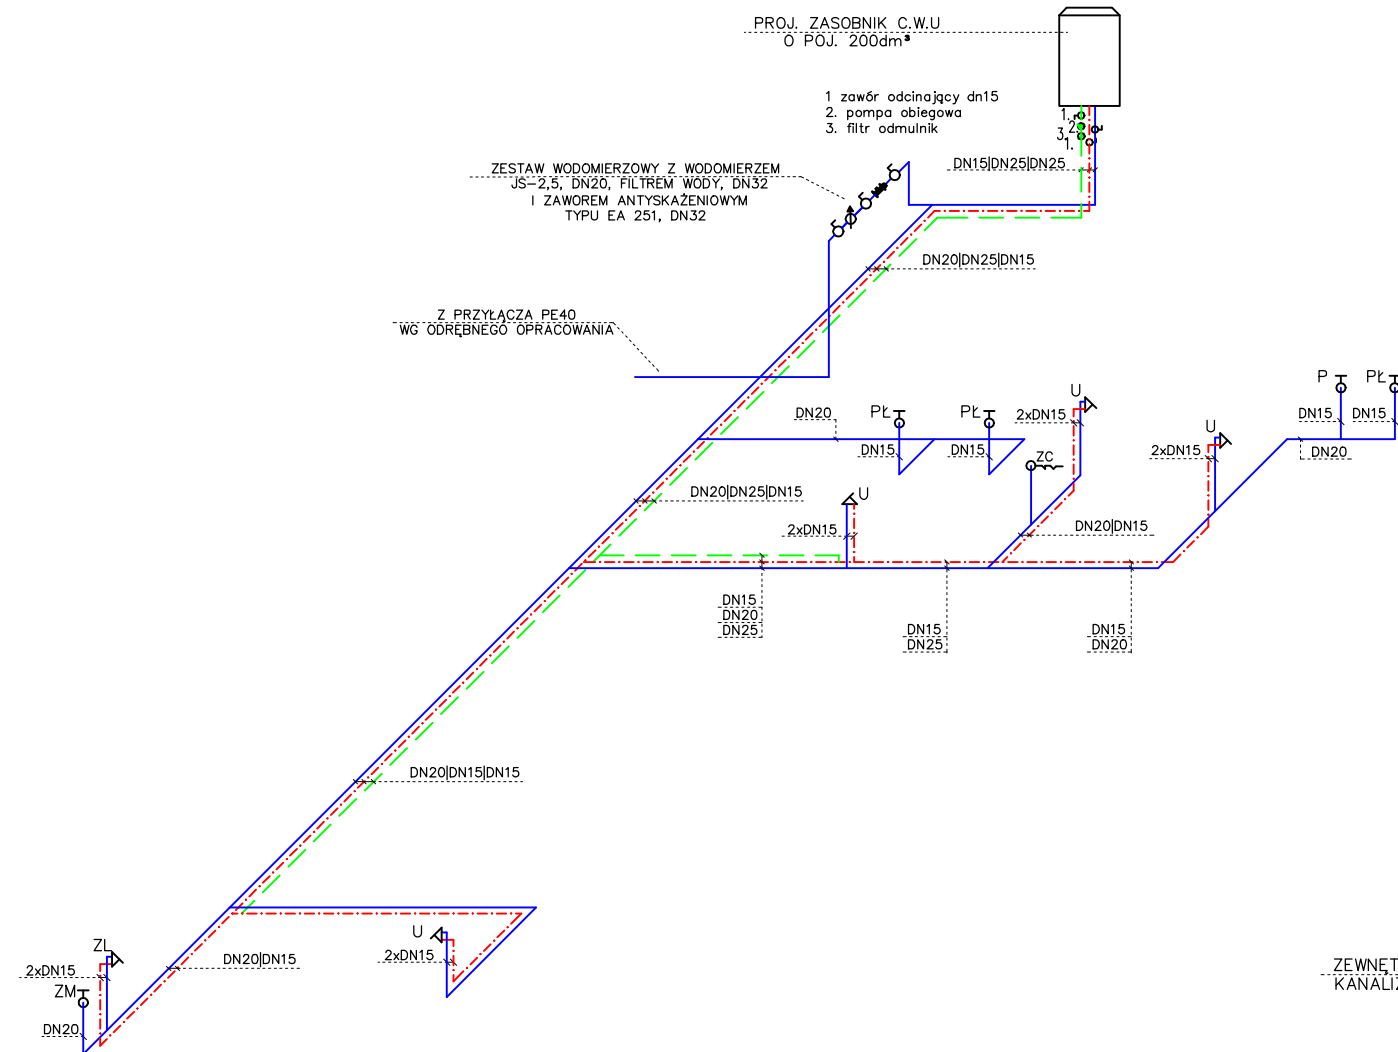 PROJ. ZASOBNIK C.W.U
O POJ. 200dm³
1 zawór odcinający dn15
2. pompa obiegowa
3. filtr odmulnik
1.
2.
3.
1.
DN15|DN25|DN25
ZESTAW WODOMIERZOWY Z WODOMIERZEM
JS-2,5, DN20, FILTREM WODY, DN32
I ZAWOREM ANTYSKAŻENIOWYM
TYPU EA 251, DN32
DN20|DN25|DN15
Z PRZYŁĄCZA PE40
WG ODRĘBNEGO OPRACOWANIA
P
PŁ
DN15
DN15
DN20
U
2xDN15
U
2xDN15
DN20
PŁ
PŁ
DN15
DN15
ZC
DN20|DN25|DN15
U
2xDN15
DN20|DN15
DN15
DN20
DN25
DN15
DN25
DN15
DN20
DN20|DN15|DN15
U
2xDN15
ZL
2xDN15
DN20|DN15
ZM
DN20
ZEWNĘT
KANALIZ